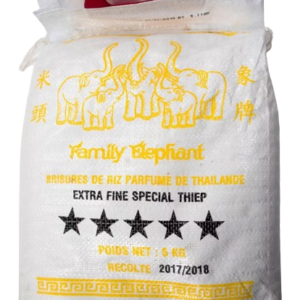 象牌
米頭
Family Elephant
BRISURES DE RIZ PARFUMÉ DE THAILANDE
EXTRA FINE SPECIAL THIEP
POIDS NET : 5 KG
RECOLTE 2017/2018